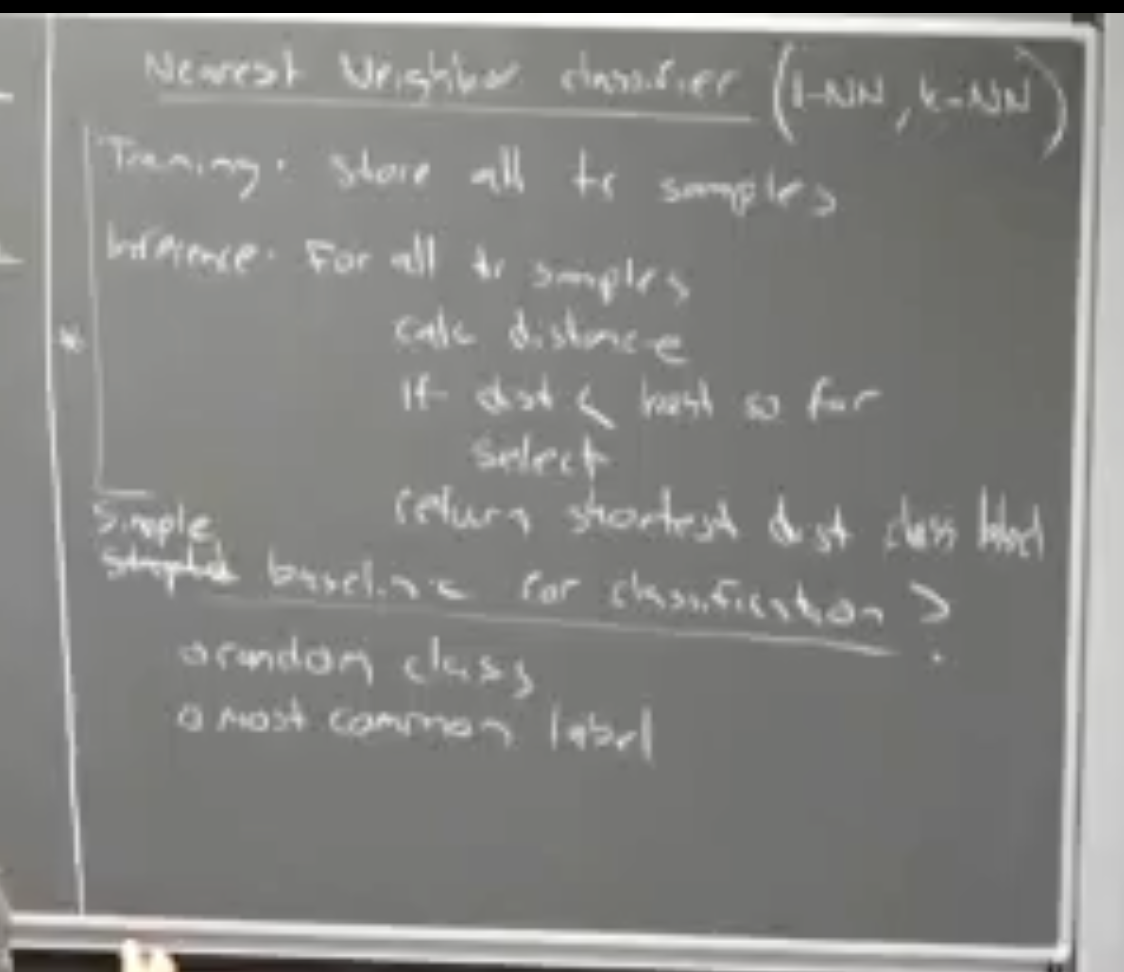 Nearest Neighbor classifier (1-NN, k-NN)
Training: store all tr samples
Inference: For all tr samples
*
calc distance
If dist < best so far
select
return shortest dist class label
Simple
baseline for classification?
o random class
o most common label